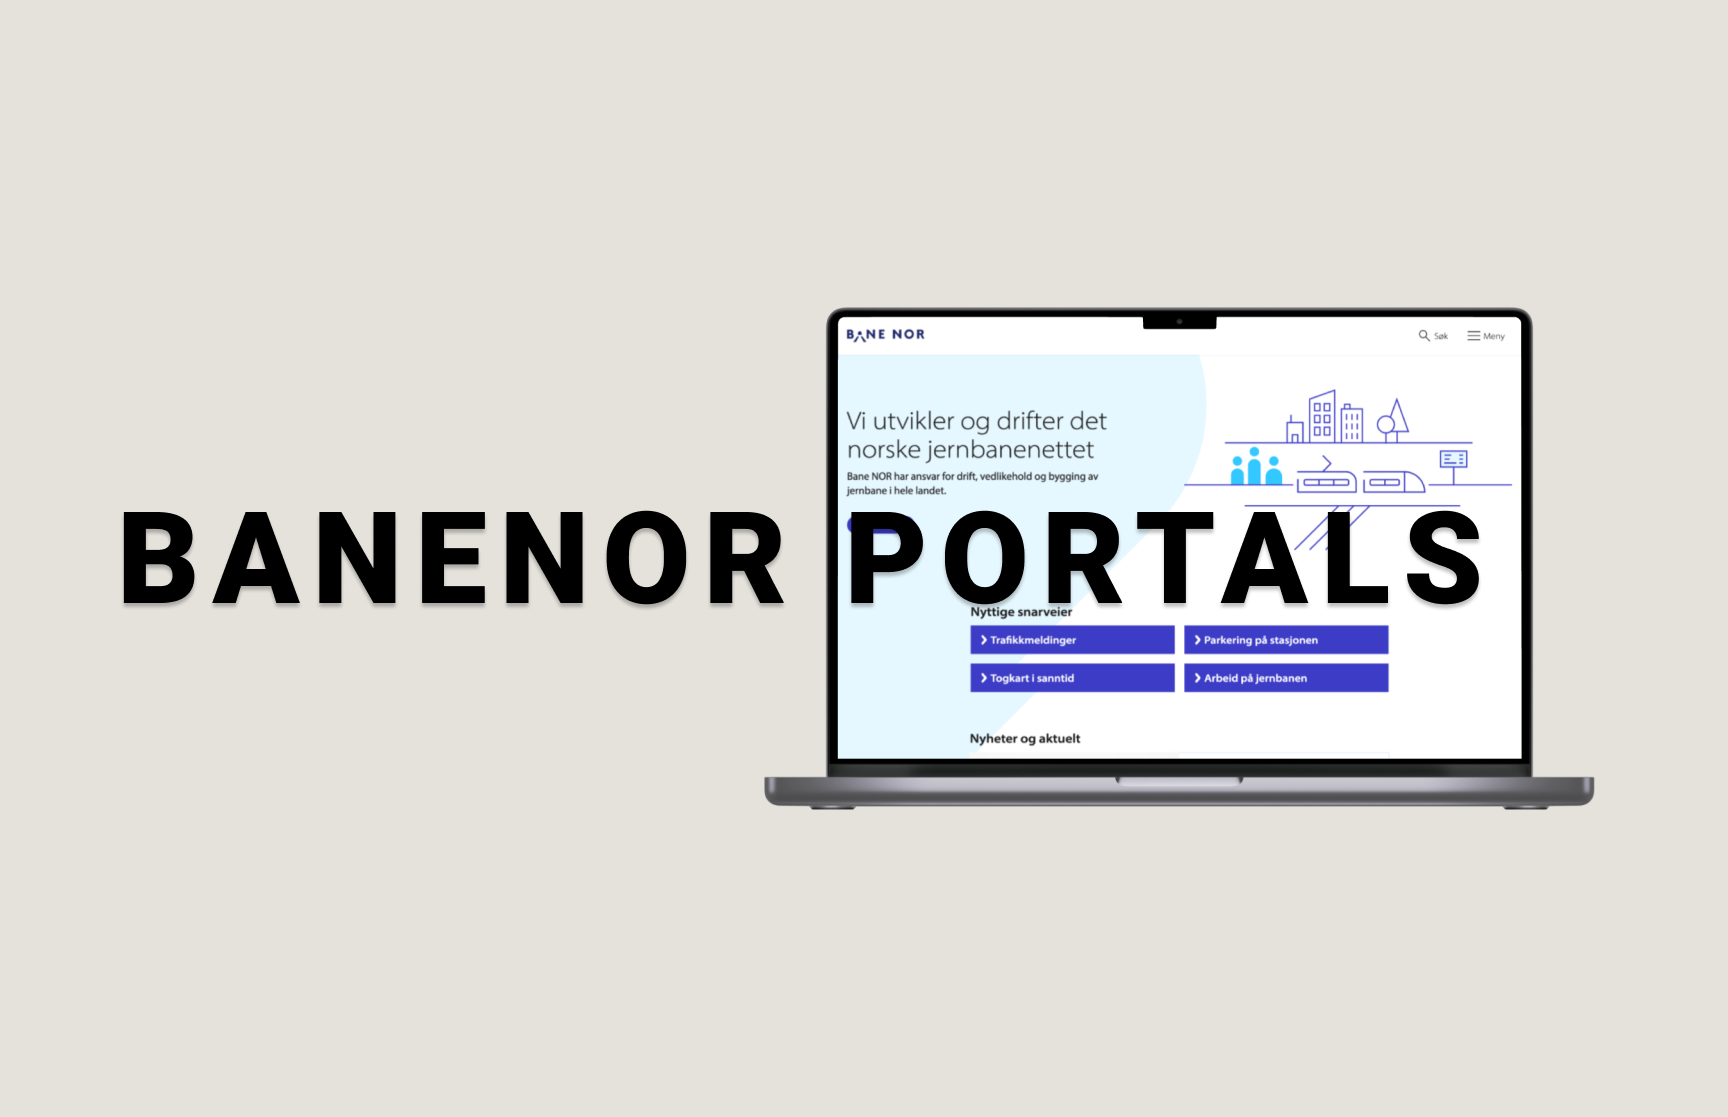 BANE NOR
Søk
Meny
Vi utvikler og drifter det
norske jernbanenettet
Bane NOR har ansvar for drift, vedlikehold og bygging av
jernbane i hele landet.
BANENOR PORTALS
Nyttige snarveier
Trafikkmeldinger
Parkering på stasjonen
Togkart i sanntid
Arbeid på jernbanen
Nyheter og aktuelt